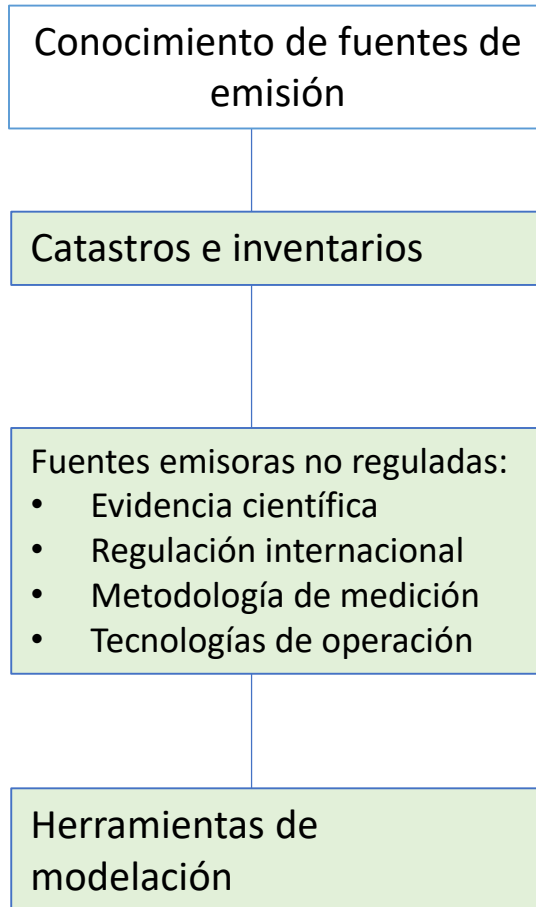 Conocimiento de fuentes de
emisión
Catastros e inventarios
Fuentes emisoras no reguladas:
• Evidencia científica
• Regulación internacional
• Metodología de medición
• Tecnologías de operación
Herramientas de
modelación